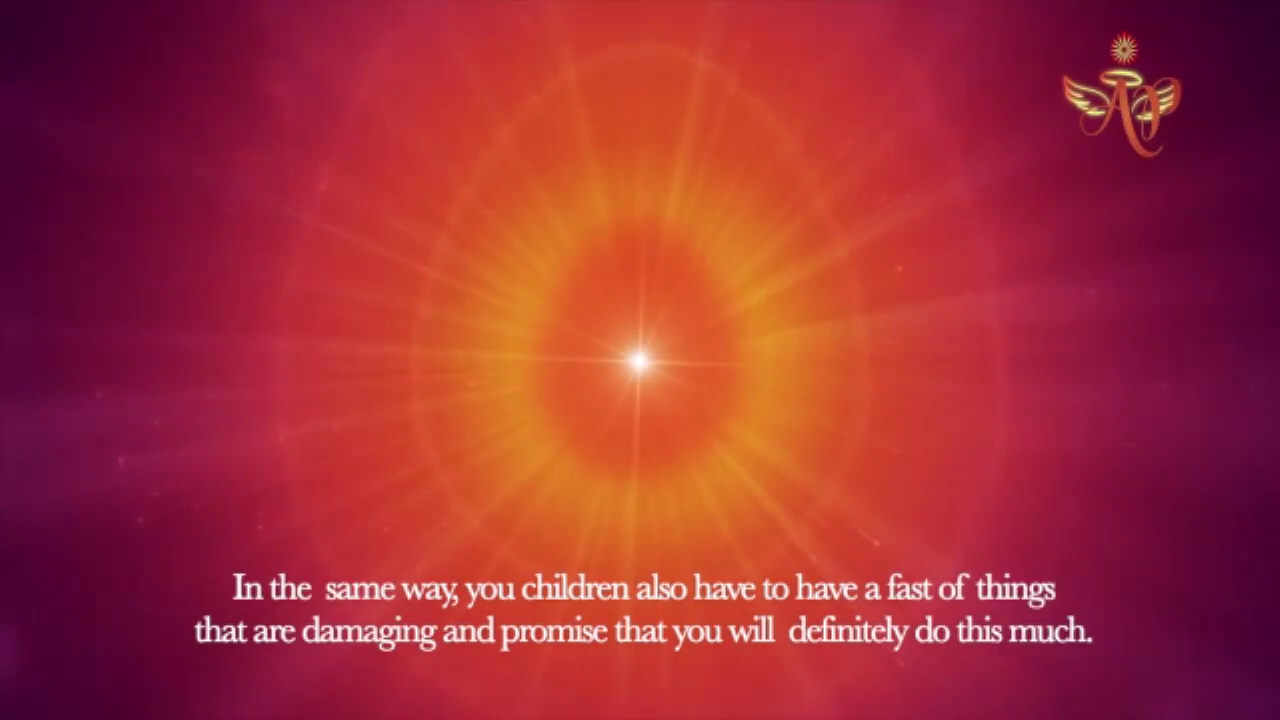 AP
In the same way, you children also have to have a fast of things
that are damaging and promise that you will definitely do this much.